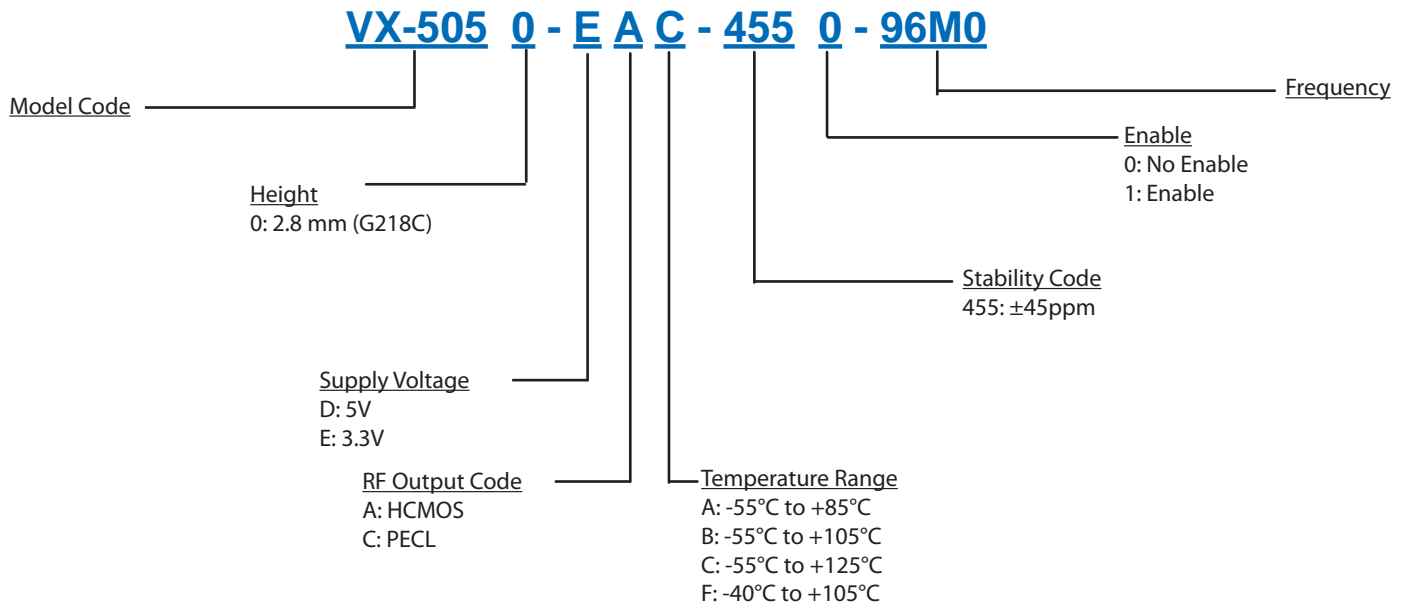 VX-505 0 - E A C - 455 0 - 96M0
Model Code
Frequency
Enable
0: No Enable
1: Enable
Height
0: 2.8 mm (G218C)
Stability Code
455: ±45ppm
Supply Voltage
D: 5V
E: 3.3V
RF Output Code
A: HCMOS
C: PECL
Temperature Range
A: -55°C to +85°C
B: -55°C to +105°C
C: -55°C to +125°C
F: -40°C to +105°C